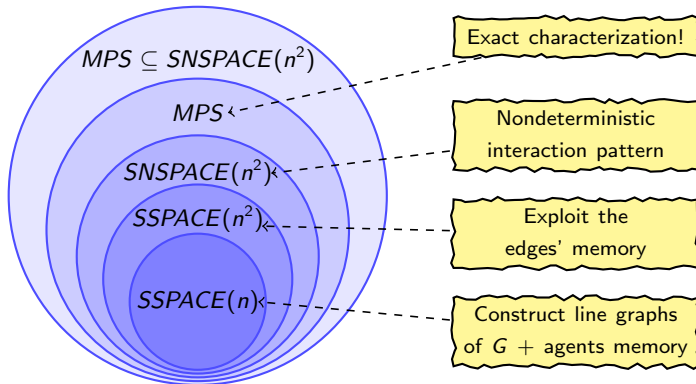 MPS ⊆ SNSPACE(n²)
Exact characterization!
MPS
Nondeterministic
interaction pattern
SNSPACE(n²)
SSPACE(n²)
Exploit the
edges' memory
SSPACE(n)
Construct line graphs
of G + agents memory